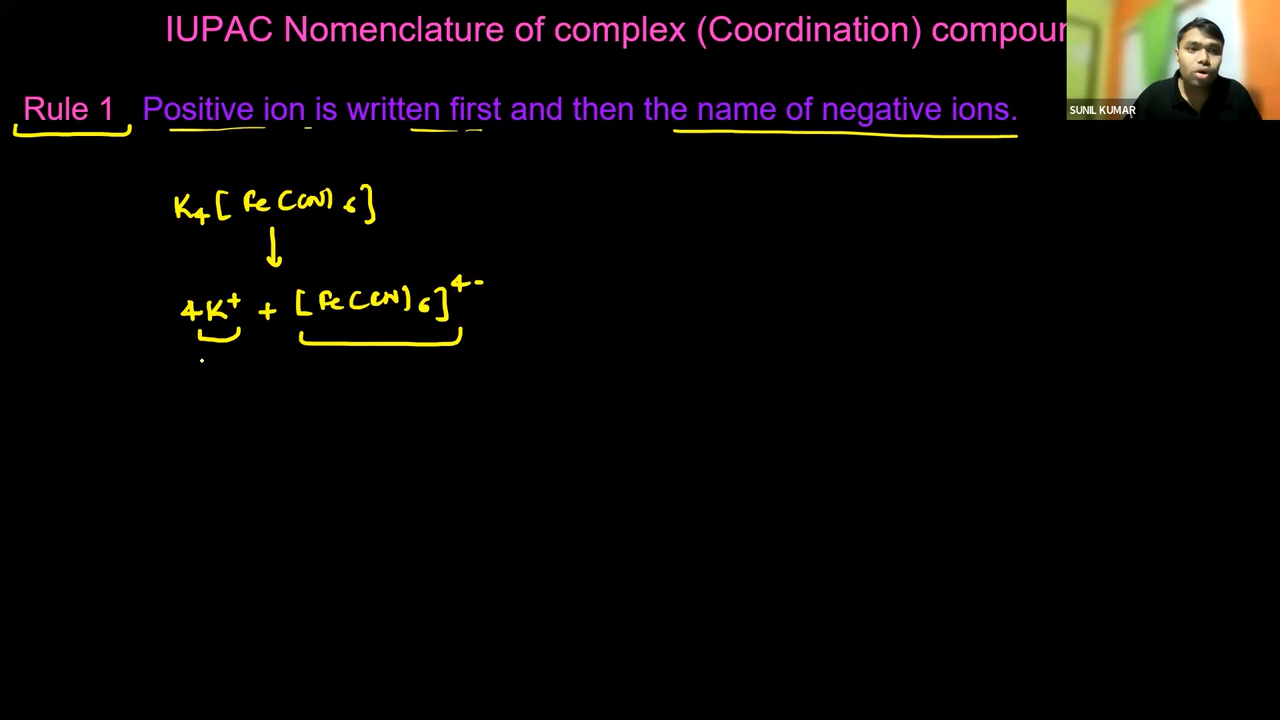 IUPAC Nomenclature of complex (Coordination) compoun
SUNIL KUMAR
Rule 1 Positive ion is written first and then the name of negative ions.
K₄[Fe(CN)₆]
↓
4K⁺ + [Fe(CN)₆]⁴⁻